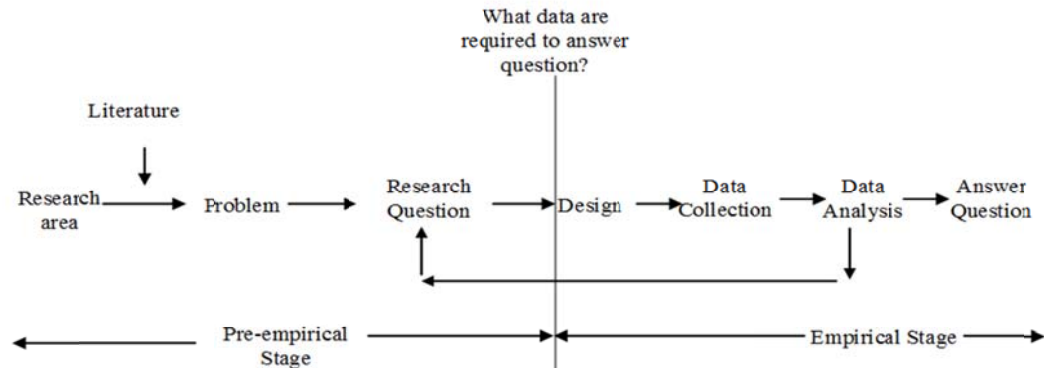 What data are
required to answer
question?
Literature
Research
area
Problem
Research
Question
Design
Data
Collection
Data
Analysis
Answer
Question
Pre-empirical
Stage
Empirical Stage